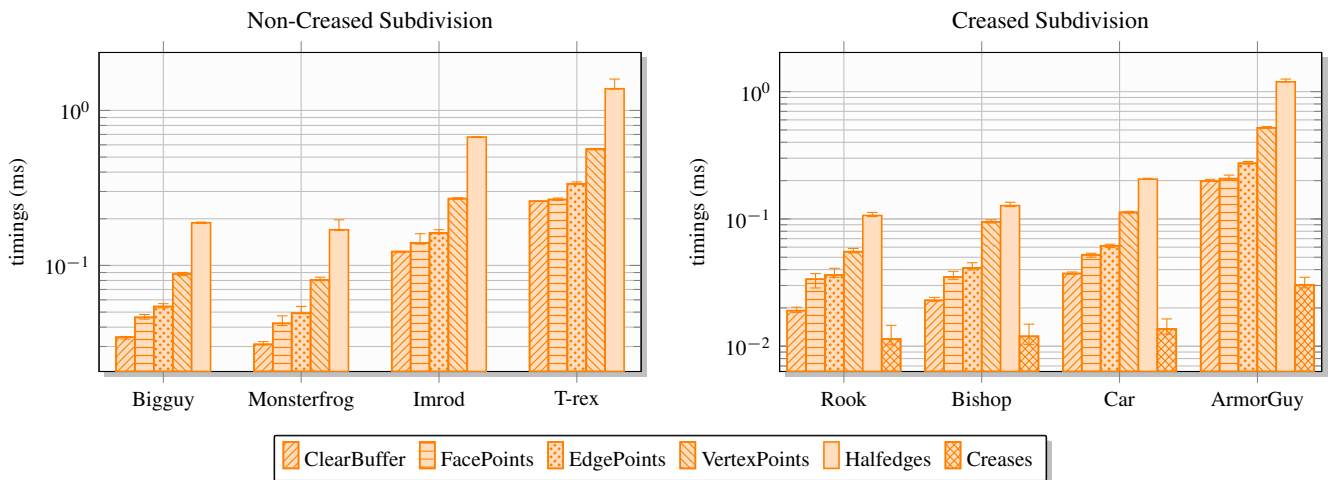 Non-Creased Subdivision
timings (ms)
10^0
10^−1
Bigguy Monsterfrog Imrod T-rex
Creased Subdivision
timings (ms)
10^0
10^−1
10^−2
Rook Bishop Car ArmorGuy
ClearBuffer FacePoints EdgePoints VertexPoints Halfedges Creases